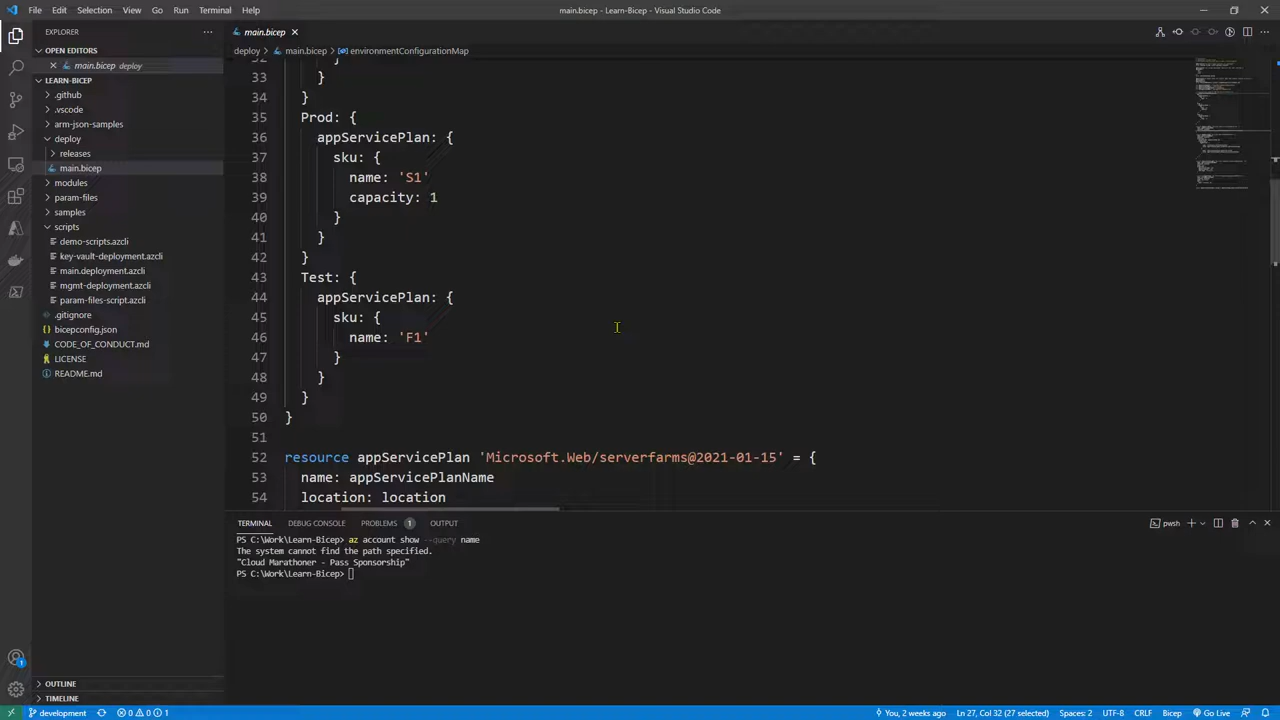 File Edit Selection View Go Run Terminal Help
main.bicep - Learn-Bicep - Visual Studio Code
EXPLORER
OPEN EDITORS
main.bicep deploy
LEARN-BICEP
.github
.vscode
arm-json-samples
deploy
releases
main.bicep
modules
param-files
samples
scripts
demo-scripts.azcli
key-vault-deployment.azcli
main.deployment.azcli
mgmt-deployment.azcli
param-files-script.azcli
.gitignore
bicepconfig.json
CODE_OF_CONDUCT.md
LICENSE
README.md
OUTLINE
TIMELINE
main.bicep
deploy > main.bicep > environmentConfigurationMap
32 }
33 }
34 }
35 Prod: {
36 appServicePlan: {
37 sku: {
38 name: 'S1'
39 capacity: 1
40 }
41 }
42 }
43 Test: {
44 appServicePlan: {
45 sku: {
46 name: 'F1'
47 }
48 }
49 }
50 }
51
52 resource appServicePlan 'Microsoft.Web/serverfarms@2021-01-15' = {
53 name: appServicePlanName
54 location: location
TERMINAL DEBUG CONSOLE PROBLEMS 1 OUTPUT
pwsh
PS C:\Work\Learn-Bicep> az account show --query name
The system cannot find the path specified.
"Cloud Marathoner - Pass Sponsorship"
PS C:\Work\Learn-Bicep>
1
development 0 0 1
You, 2 weeks ago Ln 27, Col 32 (27 selected) Spaces: 2 UTF-8 CRLF Bicep Go Live